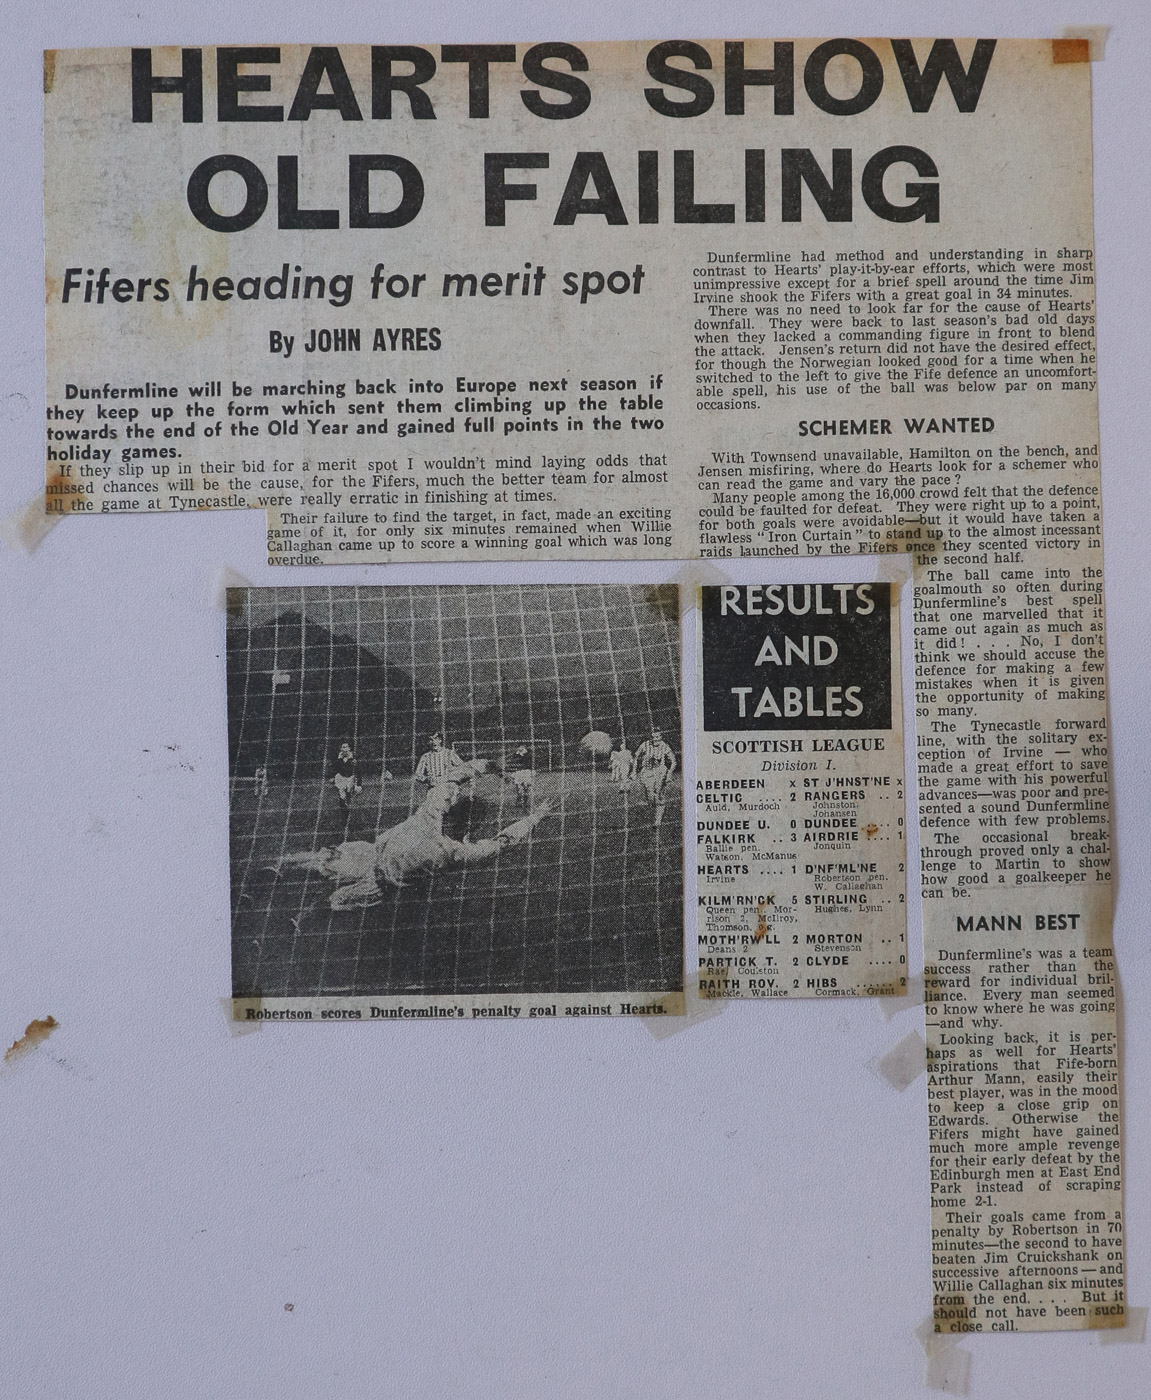 HEARTS SHOW
OLD FAILING
Fifers heading for merit spot
By JOHN AYRES
Dunfermline will be marching back into Europe next season if
they keep up the form which sent them climbing up the table
towards the end of the Old Year and gained full points in the two
holiday games.
If they slip up in their bid for a merit spot I wouldn't mind laying odds that
missed chances will be the cause, for the Fifers, much the better team for almost
all the game at Tynecastle, were really erratic in finishing at times.
Their failure to find the target, in fact, made an exciting
game of it, for only six minutes remained when Willie
Callaghan came up to score a winning goal which was long
overdue.
Dunfermline had method and understanding in sharp
contrast to Hearts' play-it-by-ear efforts, which were most
unimpressive except for a brief spell around the time Jim
Irvine shook the Fifers with a great goal in 34 minutes.
There was no need to look far for the cause of Hearts'
downfall. They were back to last season's bad old days
when they lacked a commanding figure in front to blend
the attack. Jensen's return did not have the desired effect,
for though the Norwegian looked good for a time when he
switched to the left to give the Fife defence an uncomfort-
able spell, his use of the ball was below par on many
occasions.
SCHEMER WANTED
With Townsend unavailable, Hamilton on the bench, and
Jensen misfiring, where do Hearts look for a schemer who
can read the game and vary the pace?
Many people among the 16,000 crowd felt that the defence
could be faulted for defeat. They were right up to a point,
for both goals were avoidable—but it would have taken a
flawless "Iron Curtain" to stand up to the almost incessant
raids launched by the Fifers once they scented victory in
the second half.
The ball came into the
goalmouth so often during
Dunfermline's best spell
that one marvelled that it
came out again as much as
it did! . . . No, I don't
think we should accuse the
defence for making a few
mistakes when it is given
the opportunity of making
so many.
The Tynecastle forward
line, with the solitary ex-
ception of Irvine — who
made a great effort to save
the game with his powerful
advances—was poor and pre-
sented a sound Dunfermline
defence with few problems.
The occasional break-
through proved only a chal-
lenge to Martin to show
how good a goalkeeper he
can be.
MANN BEST
Dunfermline's was a team
success rather than the
reward for individual bril-
liance. Every man seemed
to know where he was going
—and why.
Looking back, it is per-
haps as well for Hearts'
aspirations that Fife-born
Arthur Mann, easily their
best player, was in the mood
to keep a close grip on
Edwards. Otherwise the
Fifers might have gained
much more ample revenge
for their early defeat by the
Edinburgh men at East End
Park instead of scraping
home 2-1.
Their goals came from a
penalty by Robertson in 70
minutes—the second to have
beaten Jim Cruickshank on
successive afternoons—and
Willie Callaghan six minutes
from the end. . . . But it
should not have been such
a close call.
Robertson scores Dunfermline's penalty goal against Hearts.
RESULTS
AND
TABLES
SCOTTISH LEAGUE
Division I.
ABERDEEN x ST J'HNST'NE x
CELTIC .... 2 RANGERS .. 2
Auld, Murdoch Johnston,
Johansen
DUNDEE U. 0 DUNDEE .... 0
FALKIRK .. 3 AIRDRIE .... 1
Baillie pen. Jonquin
Watson, McManus
HEARTS .... 1 D'NF'ML'NE 2
Irvine Robertson pen.
W. Callaghan
KILM'RN'CK 5 STIRLING .. 2
Queen pen. Mor- Hughes, Lynn
rison 2, McIlroy,
Thomson. o.g.
MOTH'RW'LL 2 MORTON .. 1
Deans 2 Stevenson
PARTICK T. 2 CLYDE .... 0
Rae, Coulston
RAITH ROV. 2 HIBS ...... 2
Mackle, Wallace Cormack, Grant